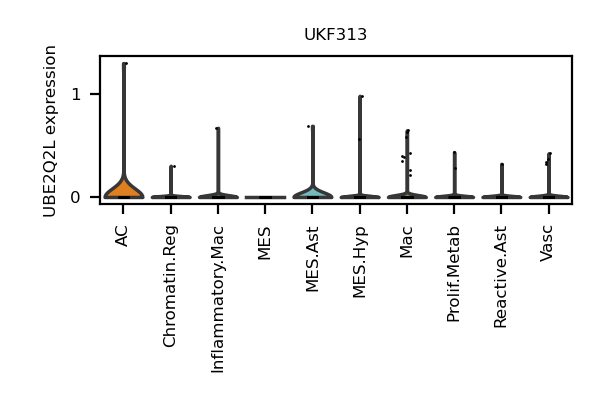 UKF313
UBE2Q2L expression
1
0
AC
Chromatin.Reg
Inflammatory.Mac
MES
MES.Ast
MES.Hyp
Mac
Prolif.Metab
Reactive.Ast
Vasc